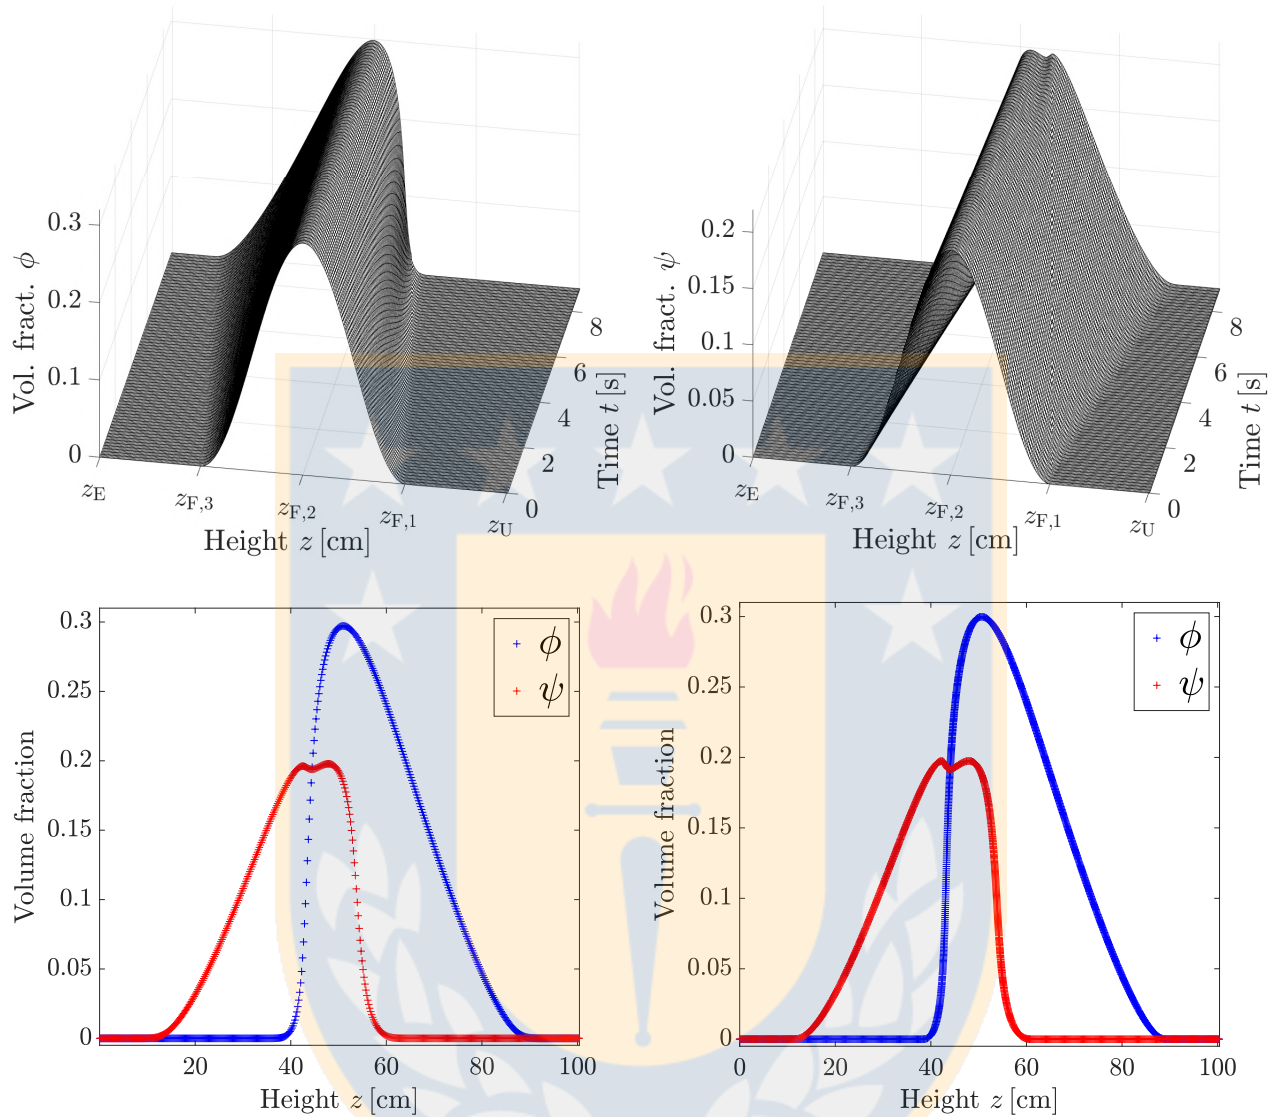 Vol. fract. ϕ
0.3
0.2
0.1
0
z_E
z_F,3
z_F,2
z_F,1
z_U
Height z [cm]
0
2
4
6
8
Time t [s]
Vol. fract. ψ
0.2
0.15
0.1
0.05
0
z_E
z_F,3
z_F,2
z_F,1
z_U
Height z [cm]
0
2
4
6
8
Time t [s]
Volume fraction
0.3
0.25
0.2
0.15
0.1
0.05
0
20
40
60
80
100
Height z [cm]
ϕ
ψ
Volume fraction
0.3
0.25
0.2
0.15
0.1
0.05
0
0
20
40
60
80
100
Height z [cm]
ϕ
ψ